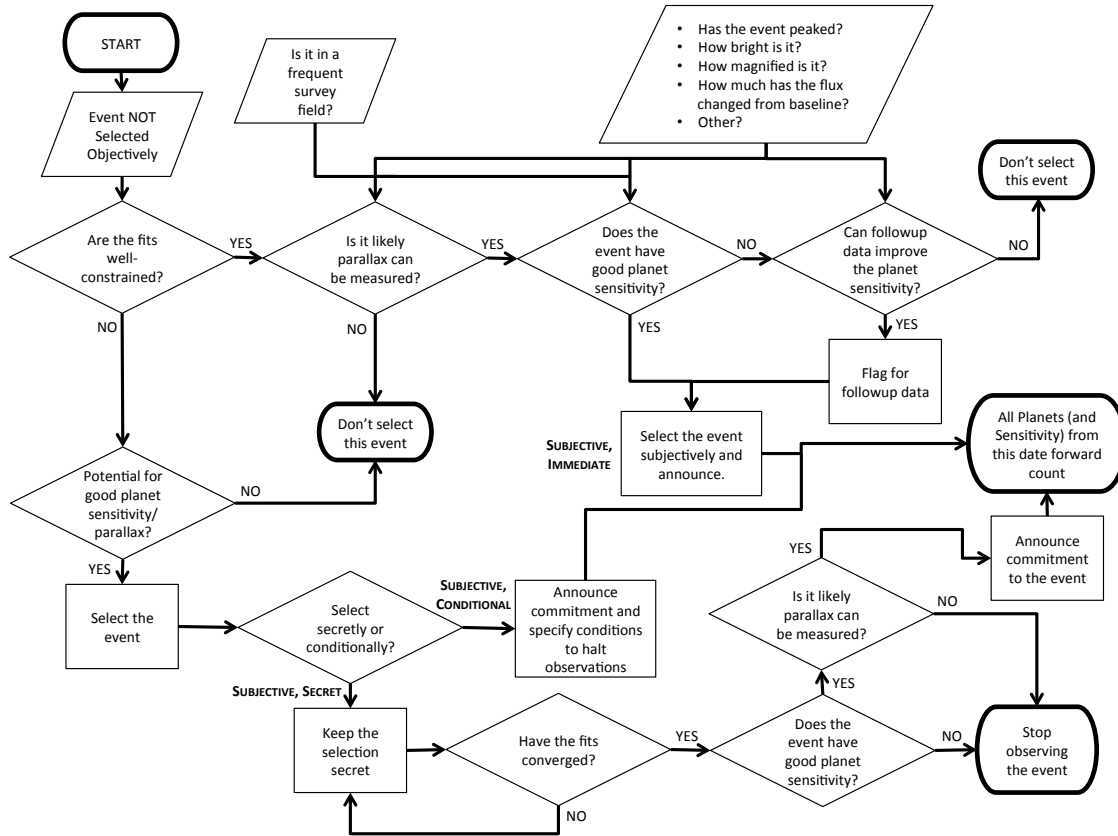 START
Event NOT
Selected
Objectively
Is it in a
frequent
survey
field?
• Has the event peaked?
• How bright is it?
• How magnified is it?
• How much has the flux
changed from baseline?
• Other?
Don't select
this event
Are the fits
well-
constrained?
YES
Is it likely
parallax can
be measured?
YES
Does the
event have
good planet
sensitivity?
NO
Can followup
data improve
the planet
sensitivity?
NO
NO
NO
YES
YES
Flag for
followup data
Don't select
this event
SUBJECTIVE,
IMMEDIATE
Select the event
subjectively and
announce.
All Planets (and
Sensitivity) from
this date forward
count
Potential for
good planet
sensitivity/
parallax?
NO
YES
Select the
event
Select
secretly or
conditionally?
SUBJECTIVE,
CONDITIONAL
Announce
commitment and
specify conditions
to halt
observations
YES
Announce
commitment
to the event
Is it likely
parallax can
be measured?
NO
SUBJECTIVE, SECRET
Keep the
selection
secret
Have the fits
converged?
YES
NO
Does the
event have
good planet
sensitivity?
YES
NO
Stop
observing
the event